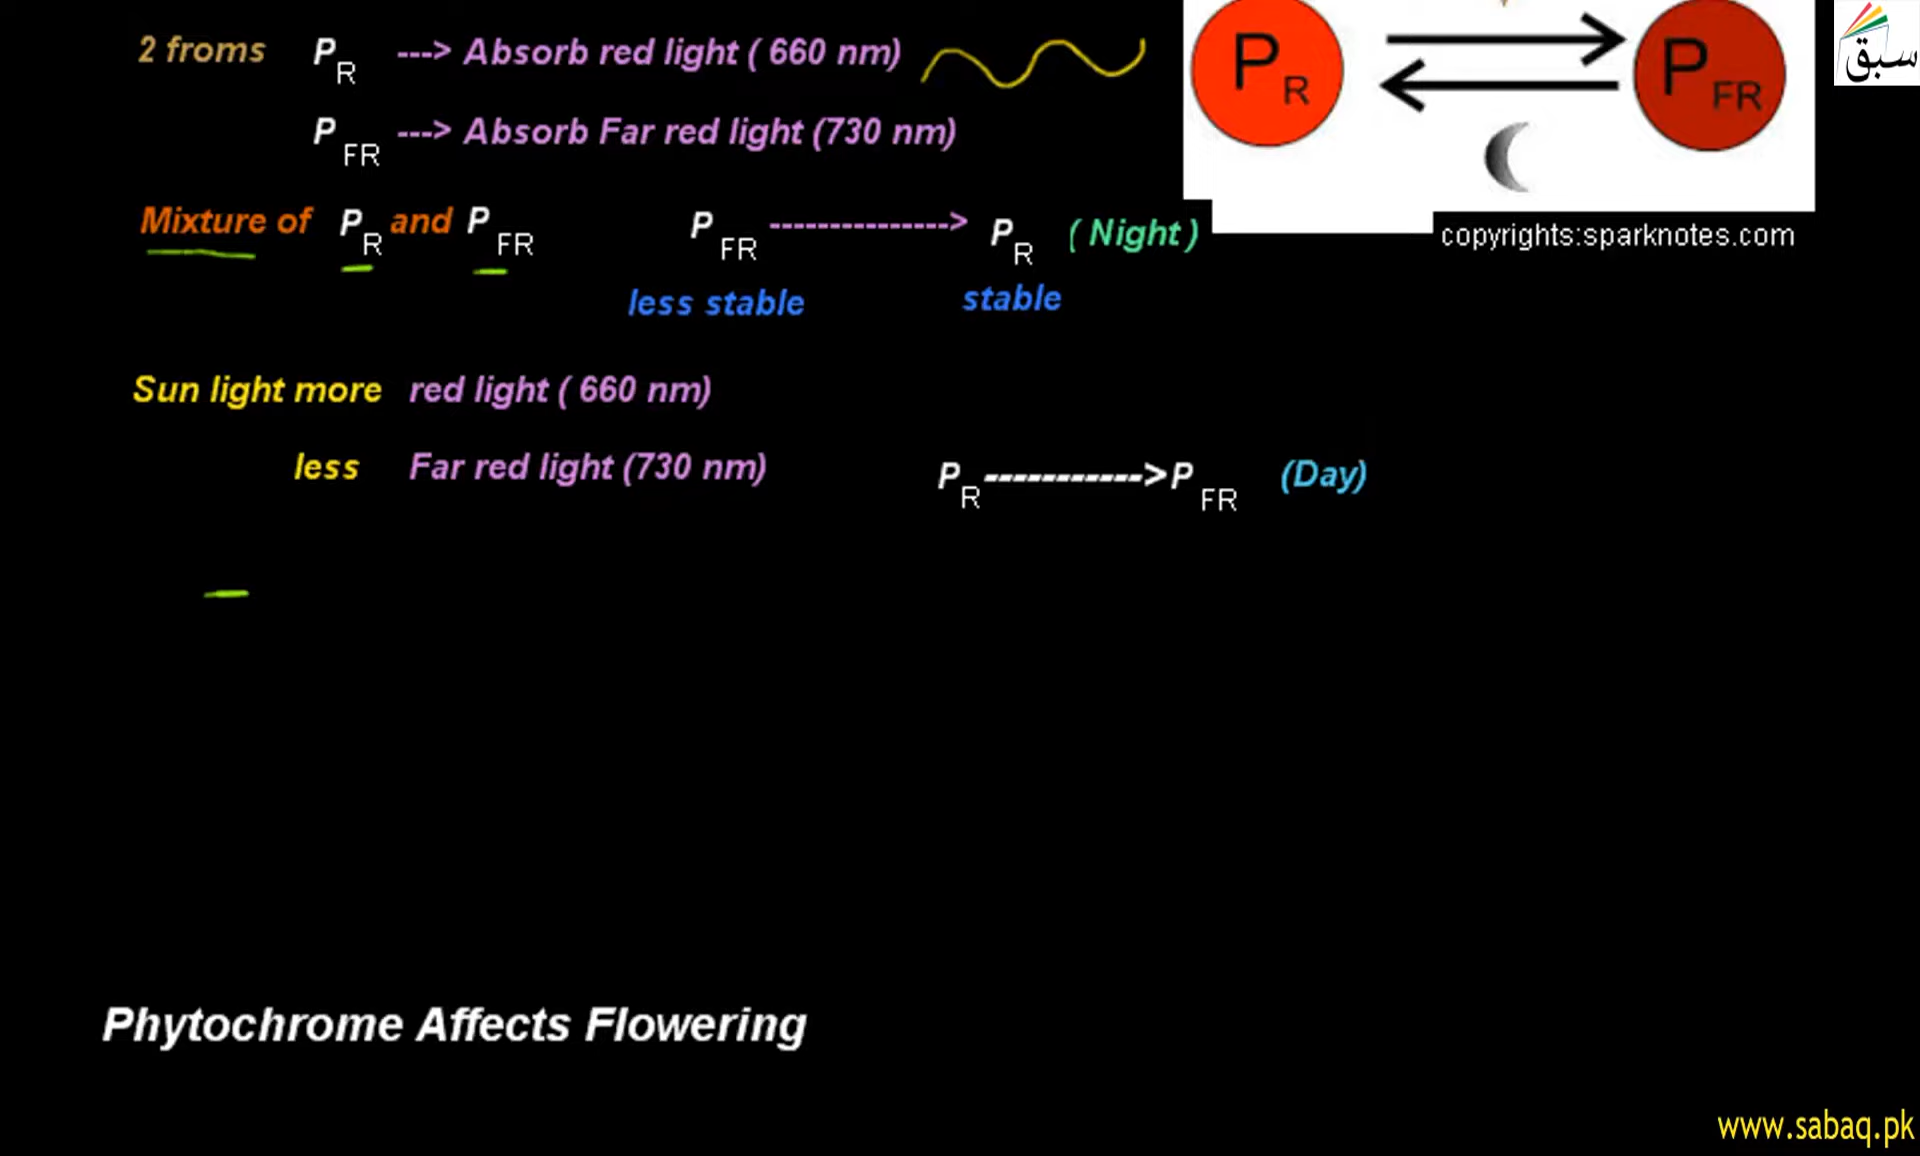 2 froms P R ---> Absorb red light ( 660 nm)
P FR ---> Absorb Far red light (730 nm)
P R P FR
سبق
copyrights:sparknotes.com
Mixture of P R and P FR P FR ---------------> P R ( Night )
less stable stable
Sun light more red light ( 660 nm)
less Far red light (730 nm) P R ------------>P FR (Day)
Phytochrome Affects Flowering
www.sabaq.pk